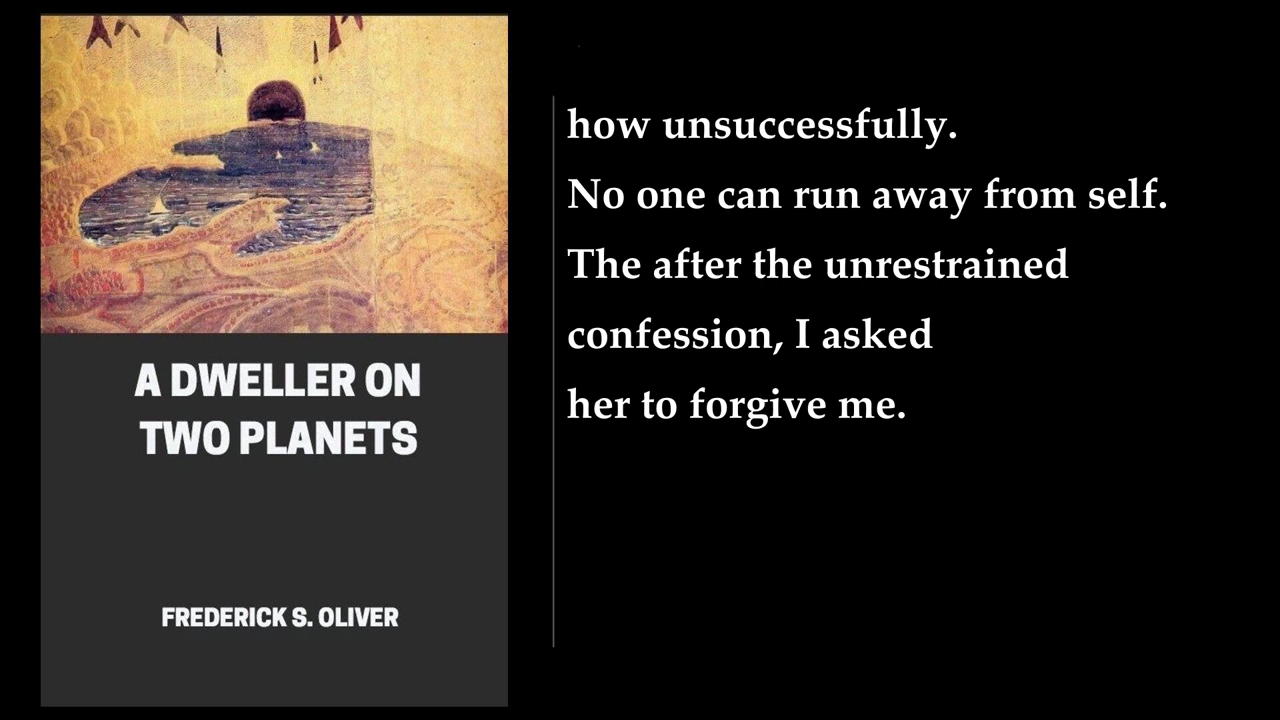 A DWELLER ON
TWO PLANETS
FREDERICK S. OLIVER
how unsuccessfully.
No one can run away from self.
The after the unrestrained
confession, I asked
her to forgive me.